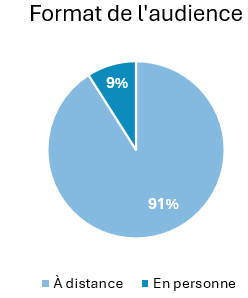 Format de l'audience
9%
91%
À distance En personne